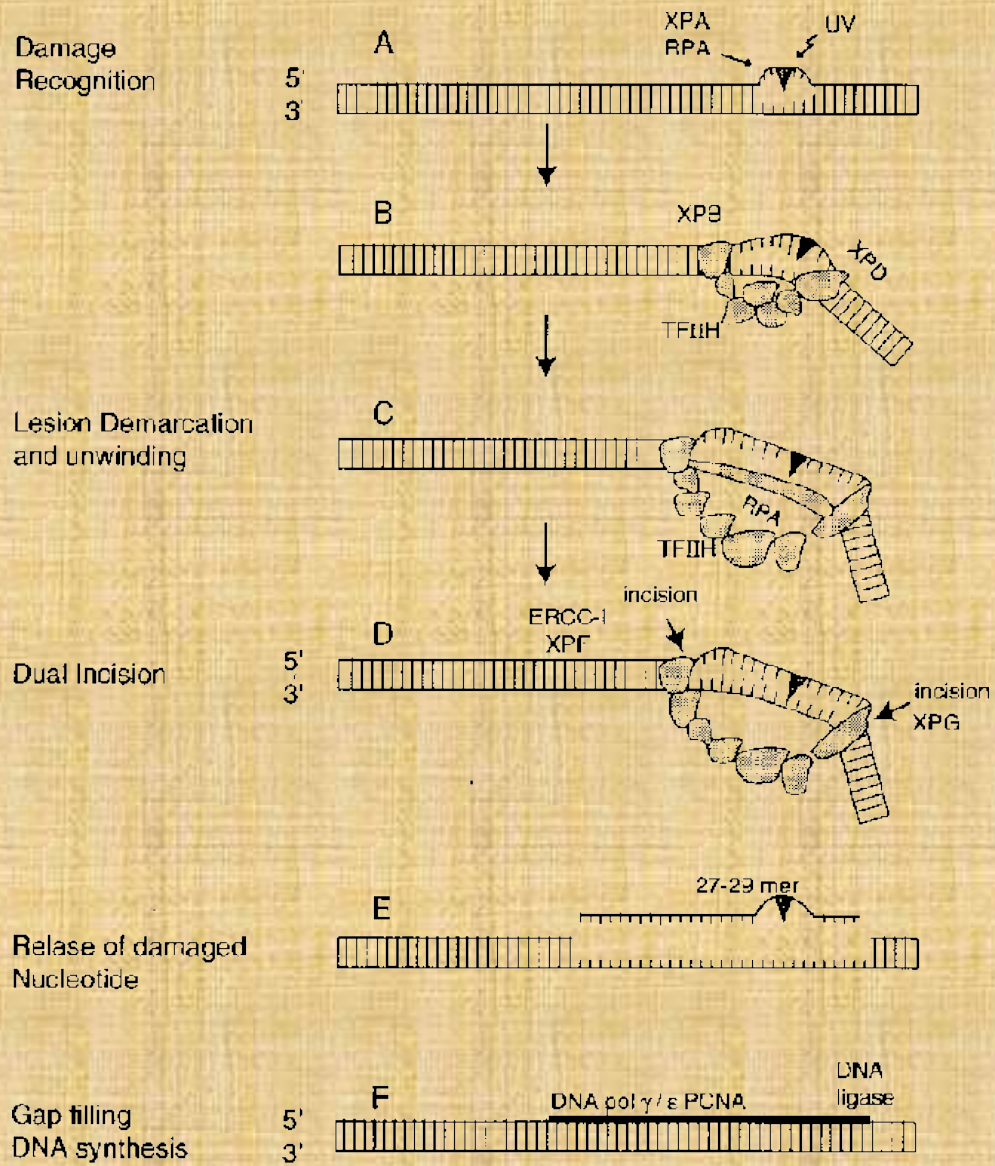 Damage
Recognition
A
XPA
RPA
UV
5'
3'
B
XPB
XPD
TFIIH
Lesion Demarcation
and unwinding
C
RPA
TFIIH
Dual Incision
D
5'
3'
ERCC-1
XPF
incision
incision
XPG
Relase of damaged
Nucleotide
E
27-29 mer
Gap filling
DNA synthesis
F
5'
3'
DNA pol γ / ε PCNA
DNA
ligase